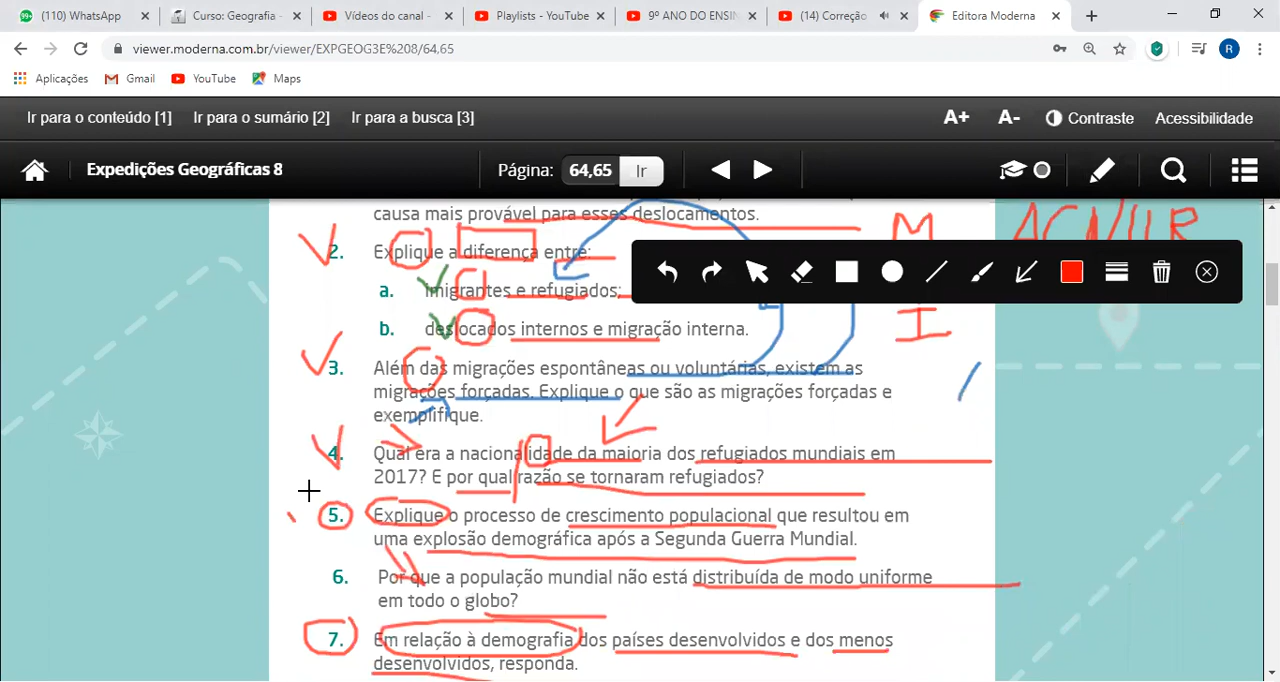 (110) WhatsApp
Curso: Geografia -
Vídeos do canal -
Playlists - YouTube
9º ANO DO ENSIN
(14) Correção
Editora Moderna
viewer.moderna.com.br/viewer/EXPGEOG3E%208/64.65
R
Aplicações
Gmail
YouTube
Maps
Ir para o conteúdo [1]
Ir para o sumário [2]
Ir para a busca [3]
A+
A-
Contraste
Acessibilidade
Expedições Geográficas 8
Página:
64,65
Ir
causa mais provável para esses deslocamentos.
M
ACNUR
2. Explique a diferença entre:
a. imigrantes e refugiados;
b. deslocados internos e migração interna.
I
3. Além das migrações espontâneas ou voluntárias, existem as
migrações forçadas. Explique o que são as migrações forçadas e
exemplifique.
4. Qual era a nacionalidade da maioria dos refugiados mundiais em
2017? E por qual razão se tornaram refugiados?
5. Explique o processo de crescimento populacional que resultou em
uma explosão demográfica após a Segunda Guerra Mundial.
6. Por que a população mundial não está distribuída de modo uniforme
em todo o globo?
7. Em relação à demografia dos países desenvolvidos e dos menos
desenvolvidos, responda.